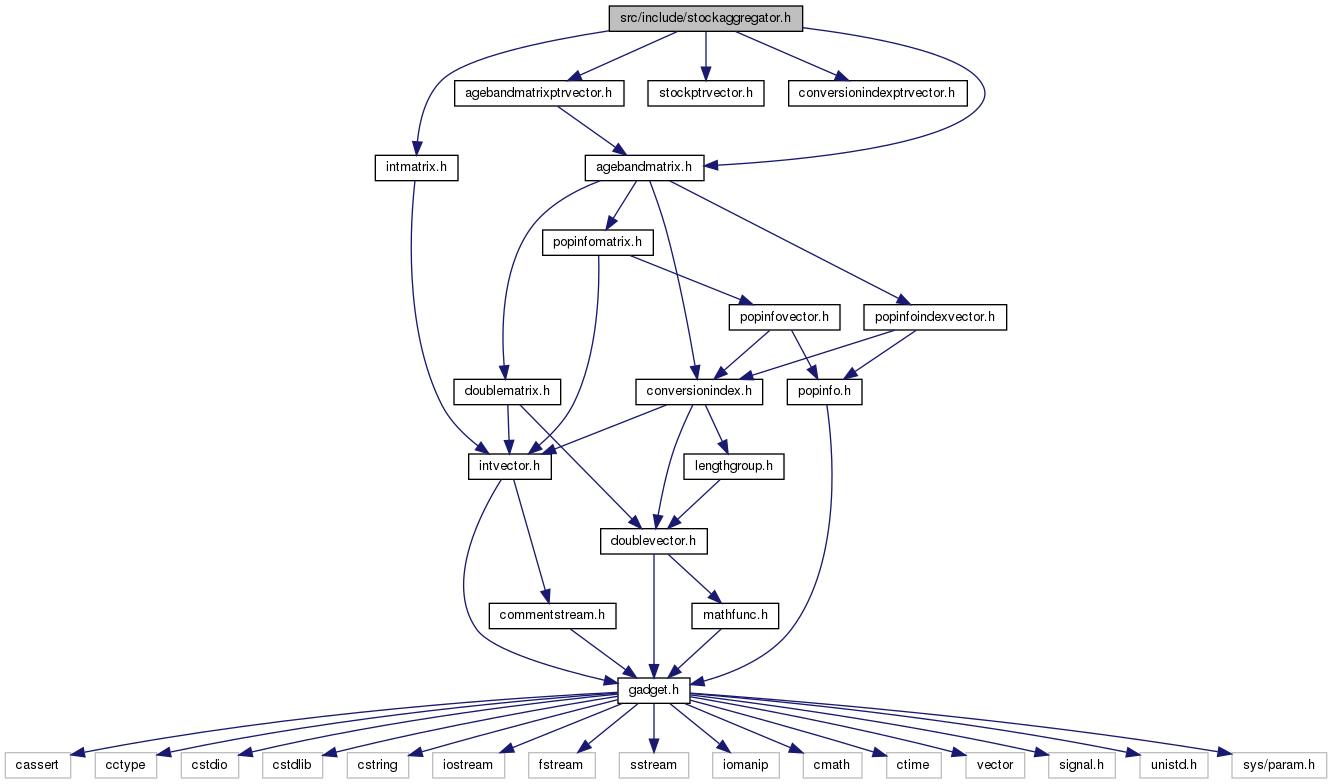 src/include/stockaggregator.h
agebandmatrixptrvector.h
stockptrvector.h
conversionindexptrvector.h
intmatrix.h
agebandmatrix.h
popinfomatrix.h
popinfovector.h
popinfoindexvector.h
doublematrix.h
conversionindex.h
popinfo.h
intvector.h
lengthgroup.h
doublevector.h
commentstream.h
mathfunc.h
gadget.h
cassert
cctype
cstdio
cstdlib
cstring
iostream
fstream
sstream
iomanip
cmath
ctime
vector
signal.h
unistd.h
sys/param.h